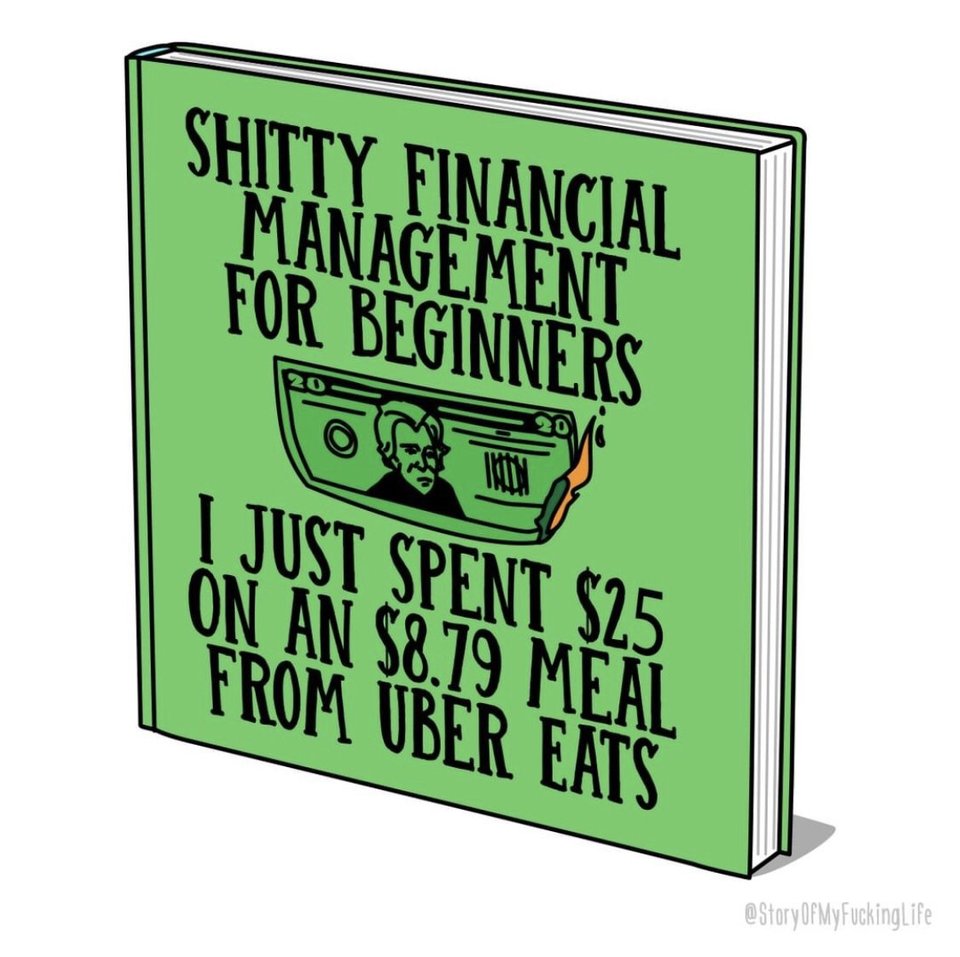 SHITTY FINANCIAL
MANAGEMENT
FOR BEGINNERS
20 20
I JUST SPENT $25
ON AN $8.79 MEAL
FROM UBER EATS
@StoryOfMyFuckingLife